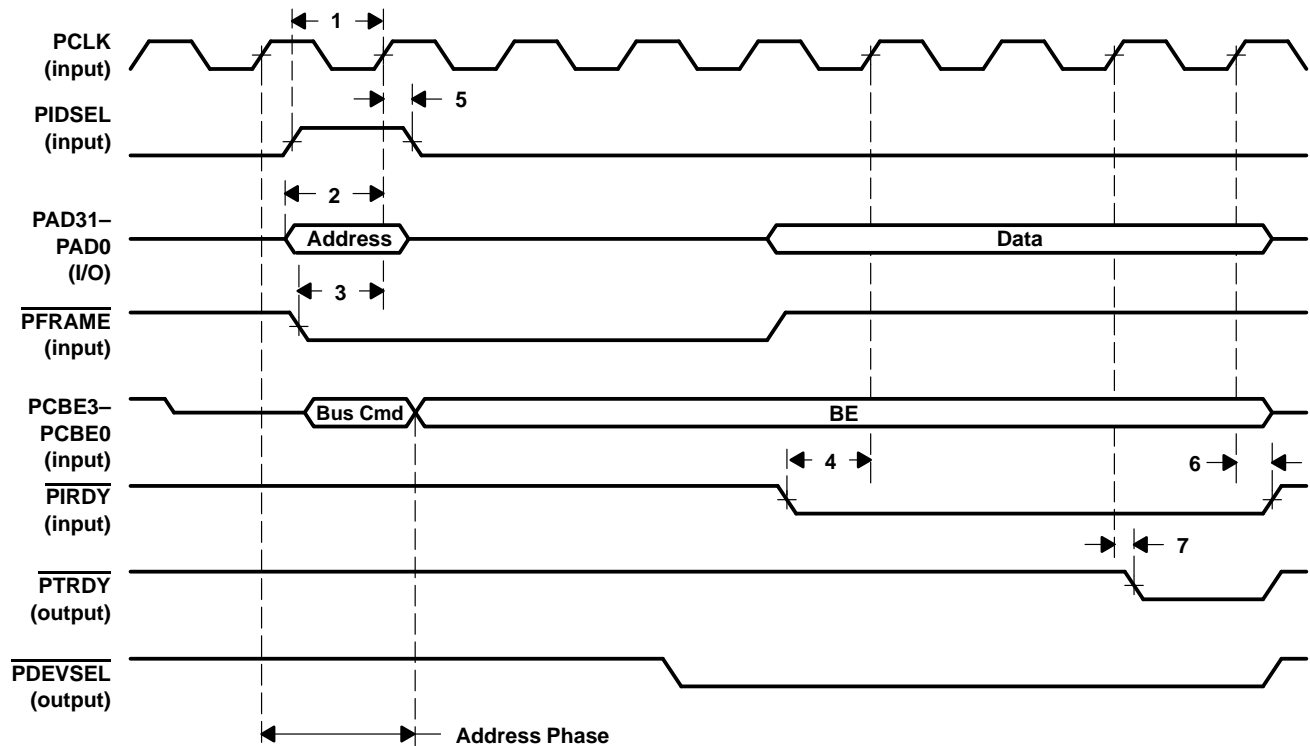 1
PCLK
(input)
5
PIDSEL
(input)
2
PAD31–
PAD0
(I/O)
Address
Data
3
PFRAME
(input)
PCBE3–
PCBE0
(input)
Bus Cmd
BE
4
6
PIRDY
(input)
7
PTRDY
(output)
PDEVSEL
(output)
Address Phase